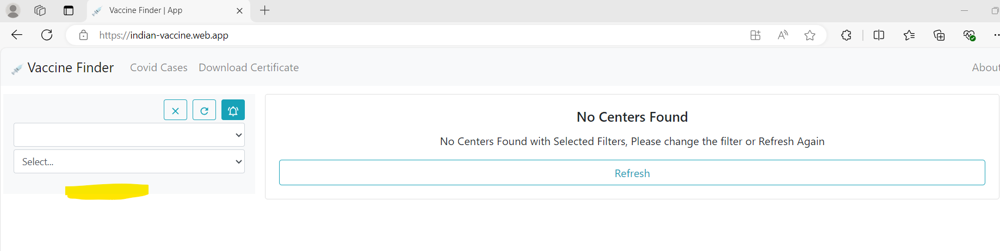 Vaccine Finder | App
https://indian-vaccine.web.app
Vaccine Finder Covid Cases Download Certificate About
No Centers Found
No Centers Found with Selected Filters, Please change the filter or Refresh Again
Select...
Refresh